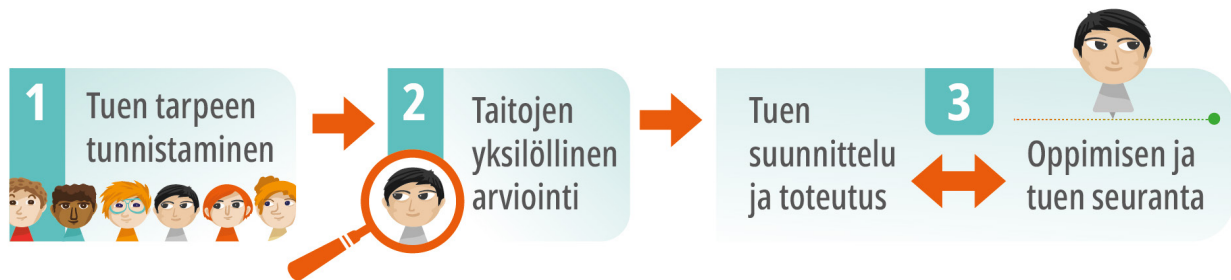 1
Tuen tarpeen
tunnistaminen
2
Taitojen
yksilöllinen
arviointi
3
Tuen
suunnittelu
ja toteutus
Oppimisen ja
tuen seuranta